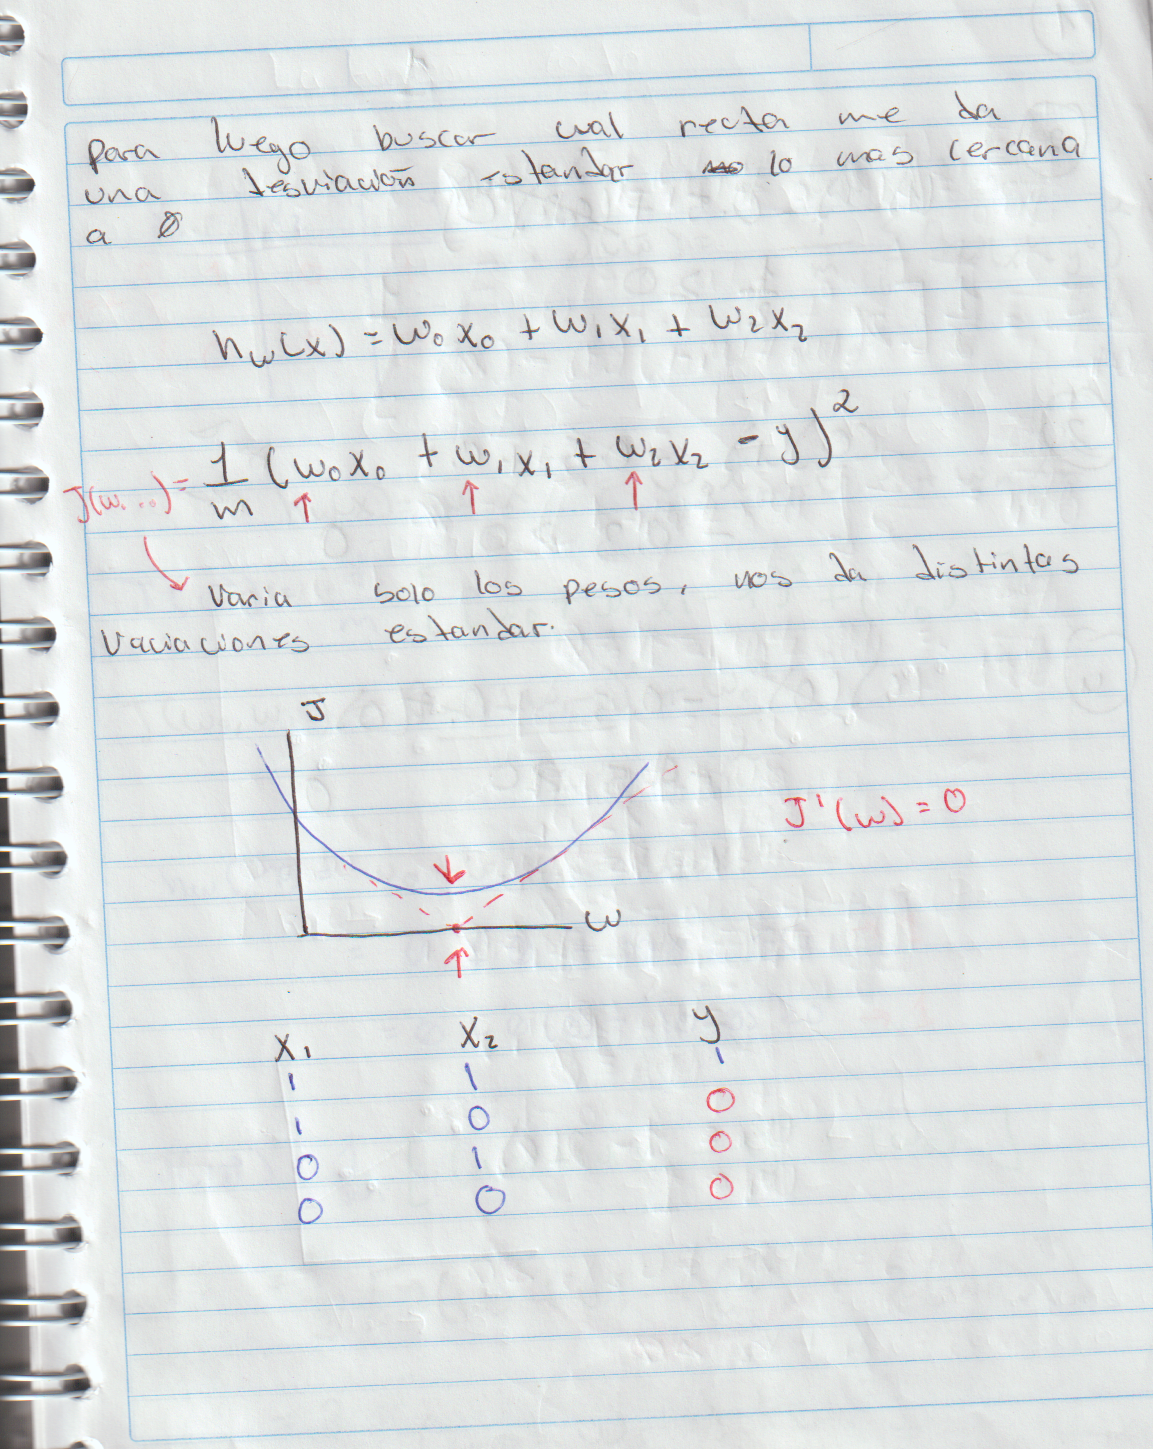 para luego buscar cual recta me da
una desviación estandar lo mas cercana
a 0
h_w(x) = w₀x₀ + w₁x₁ + w₂x₂
J(w, ..) = 1/m (w₀x₀ + w₁x₁ + w₂x₂ - y)²
Varia solo los pesos, nos da distintas
Variaciones estandar.
J
J'(w) = 0
w
x₁ x₂ y
1 1 1
1 0 0
0 1 0
0 0 0